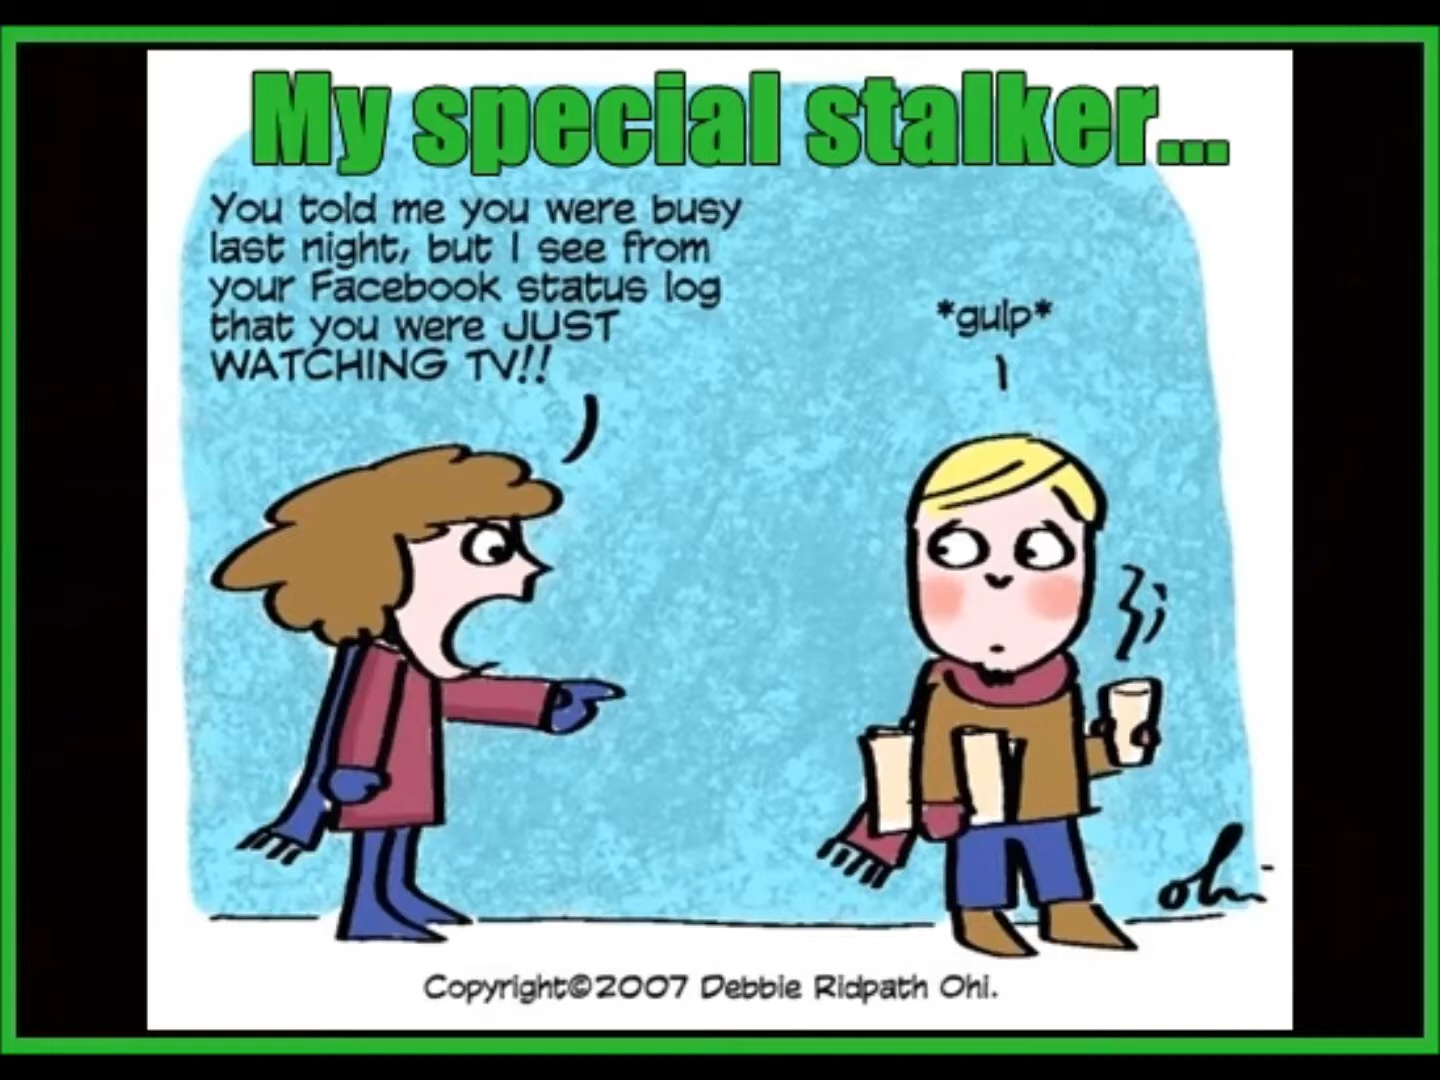 My special stalker...
You told me you were busy
last night, but I see from
your Facebook status log
that you were JUST
WATCHING TV!!
*gulp*
ohi
Copyright©2007 Debbie Ridpath Ohi.